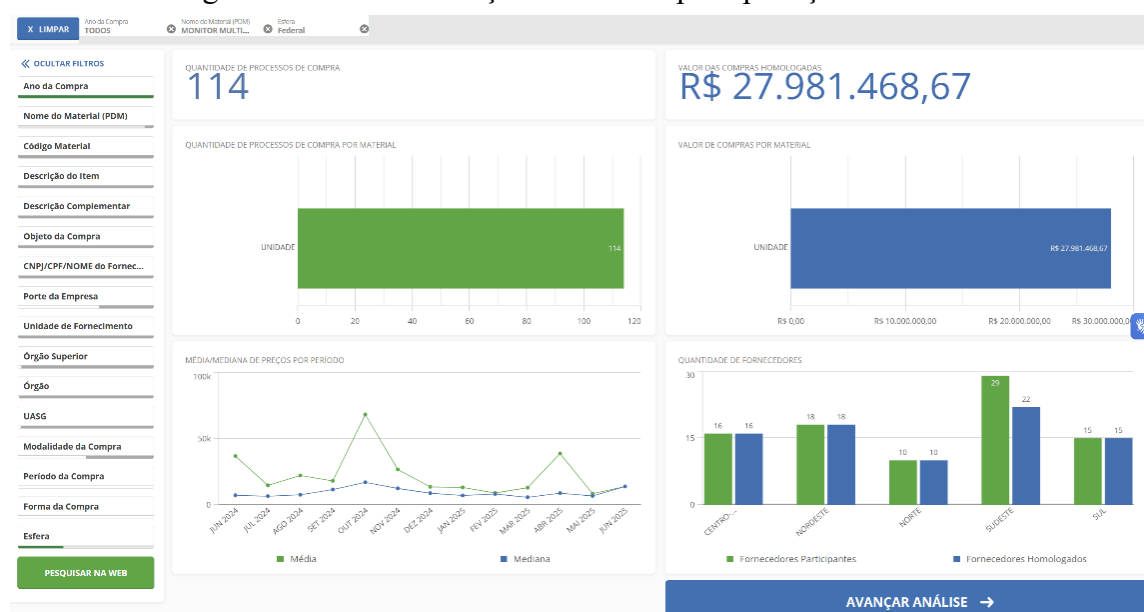 X LIMPAR
Ano da Compra
TODOS
Nome do Material (PDM)
MONITOR MULTI...
Esfera
Federal
OCULTAR FILTROS
Ano da Compra
Nome do Material (PDM)
Código Material
Descrição do Item
Descrição Complementar
Objeto da Compra
CNPJ/CPF/NOME do Fornec...
Porte da Empresa
Unidade de Fornecimento
Órgão Superior
Órgão
UASG
Modalidade da Compra
Período da Compra
Forma da Compra
Esfera
PESQUISAR NA WEB
QUANTIDADE DE PROCESSOS DE COMPRA
114
VALOR DAS COMPRAS HOMOLOGADAS
R$ 27.981.468,67
QUANTIDADE DE PROCESSOS DE COMPRA POR MATERIAL
UNIDADE
114
0 20 40 60 80 100 120
VALOR DE COMPRAS POR MATERIAL
UNIDADE
R$ 27.981.468,67
R$ 0,00 R$ 10.000.000,00 R$ 20.000.000,00 R$ 30.000.000,0
MÉDIA/MEDIANA DE PREÇOS POR PERÍODO
100k
50k
0
JUN 2024 JUL 2024 AGO 2024 SET 2024 OUT 2024 NOV 2024 DEZ 2024 JAN 2025 FEV 2025 MAR 2025 ABR 2025 MAI 2025 JUN 2025
Média Mediana
QUANTIDADE DE FORNECEDORES
30
15
0
16 16 18 18 10 10 29 22 15 15
CENTRO-... NORDESTE NORTE SUDESTE SUL
Fornecedores Participantes Fornecedores Homologados
AVANÇAR ANÁLISE →